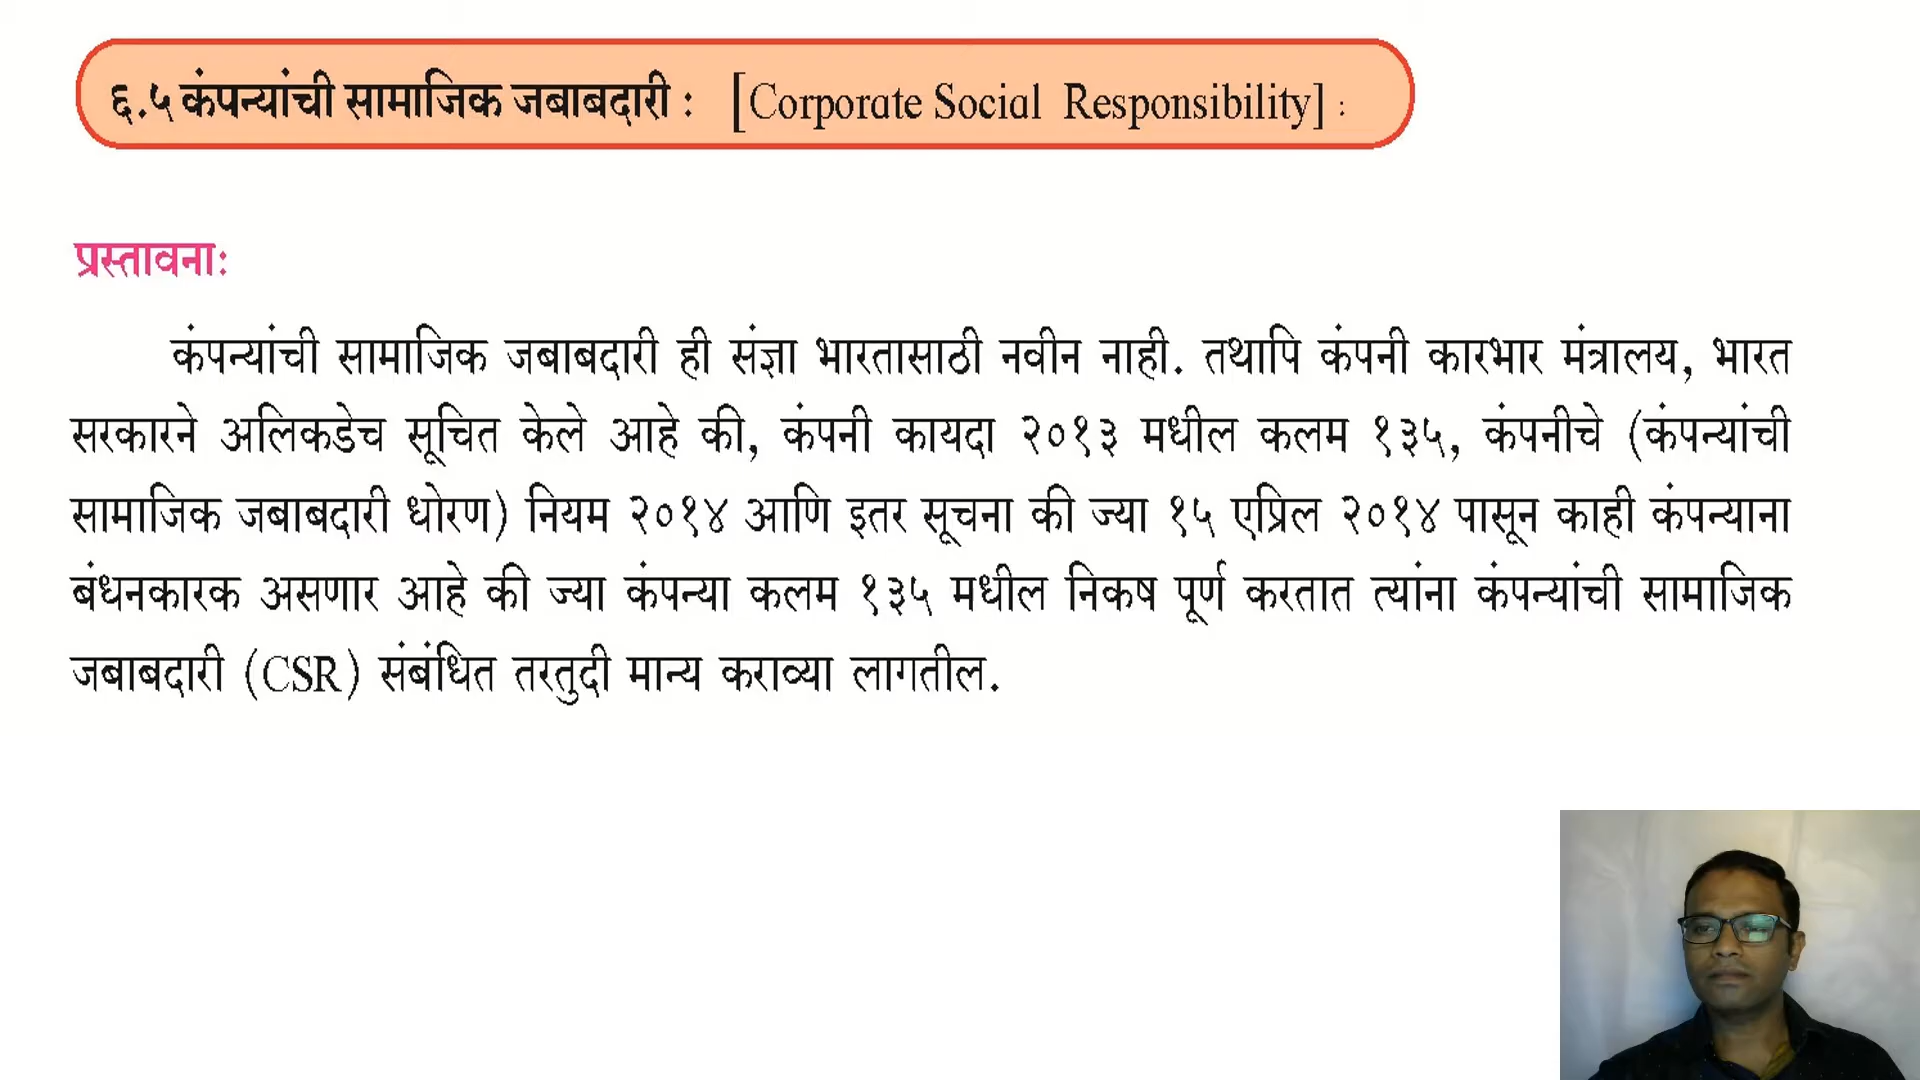 ६.५ कंपन्यांची सामाजिक जबाबदारी : [Corporate Social Responsibility] :
प्रस्तावनाः
कंपन्यांची सामाजिक जबाबदारी ही संज्ञा भारतासाठी नवीन नाही. तथापि कंपनी कारभार मंत्रालय, भारत
सरकारने अलिकडेच सूचित केले आहे की, कंपनी कायदा २०१३ मधील कलम १३५, कंपनीचे (कंपन्यांची
सामाजिक जबाबदारी धोरण) नियम २०१४ आणि इतर सूचना की ज्या १५ एप्रिल २०१४ पासून काही कंपन्याना
बंधनकारक असणार आहे की ज्या कंपन्या कलम १३५ मधील निकष पूर्ण करतात त्यांना कंपन्यांची सामाजिक
जबाबदारी (CSR) संबंधित तरतुदी मान्य कराव्या लागतील.